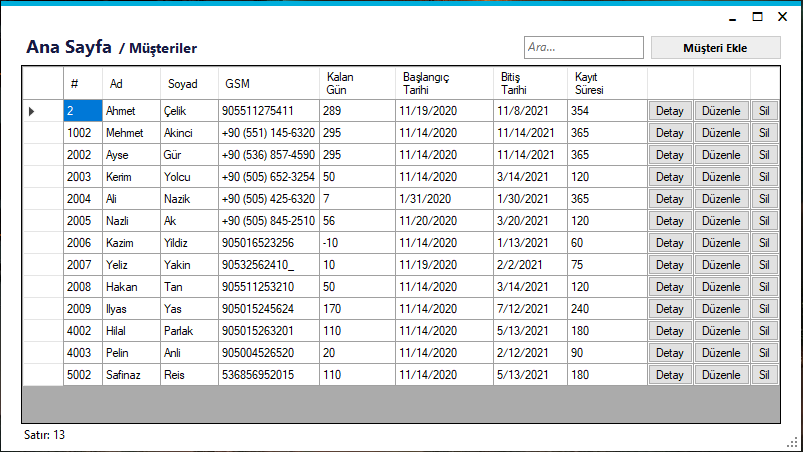 Ana Sayfa / Müşteriler
Ara...
Müşteri Ekle
# Ad Soyad GSM Kalan Gün Başlangıç Tarihi Bitiş Tarihi Kayıt Süresi
2 Ahmet Çelik 905511275411 289 11/19/2020 11/8/2021 354 Detay Düzenle Sil
1002 Mehmet Akinci +90 (551) 145-6320 295 11/14/2020 11/14/2021 365 Detay Düzenle Sil
2002 Ayse Gür +90 (536) 857-4590 295 11/14/2020 11/14/2021 365 Detay Düzenle Sil
2003 Kerim Yolcu +90 (505) 652-3254 50 11/14/2020 3/14/2021 120 Detay Düzenle Sil
2004 Ali Nazik +90 (505) 425-6320 7 1/31/2020 1/30/2021 365 Detay Düzenle Sil
2005 Nazli Ak +90 (505) 845-2510 56 11/20/2020 3/20/2021 120 Detay Düzenle Sil
2006 Kazim Yildiz 905016523256 -10 11/14/2020 1/13/2021 60 Detay Düzenle Sil
2007 Yeliz Yakin 90532562410_ 10 11/19/2020 2/2/2021 75 Detay Düzenle Sil
2008 Hakan Tan 905511253210 50 11/14/2020 3/14/2021 120 Detay Düzenle Sil
2009 Ilyas Yas 905015245624 170 11/14/2020 7/12/2021 240 Detay Düzenle Sil
4002 Hilal Parlak 905015263201 110 11/14/2020 5/13/2021 180 Detay Düzenle Sil
4003 Pelin Anli 905004526520 20 11/14/2020 2/12/2021 90 Detay Düzenle Sil
5002 Safinaz Reis 536856952015 110 11/14/2020 5/13/2021 180 Detay Düzenle Sil
Satır: 13